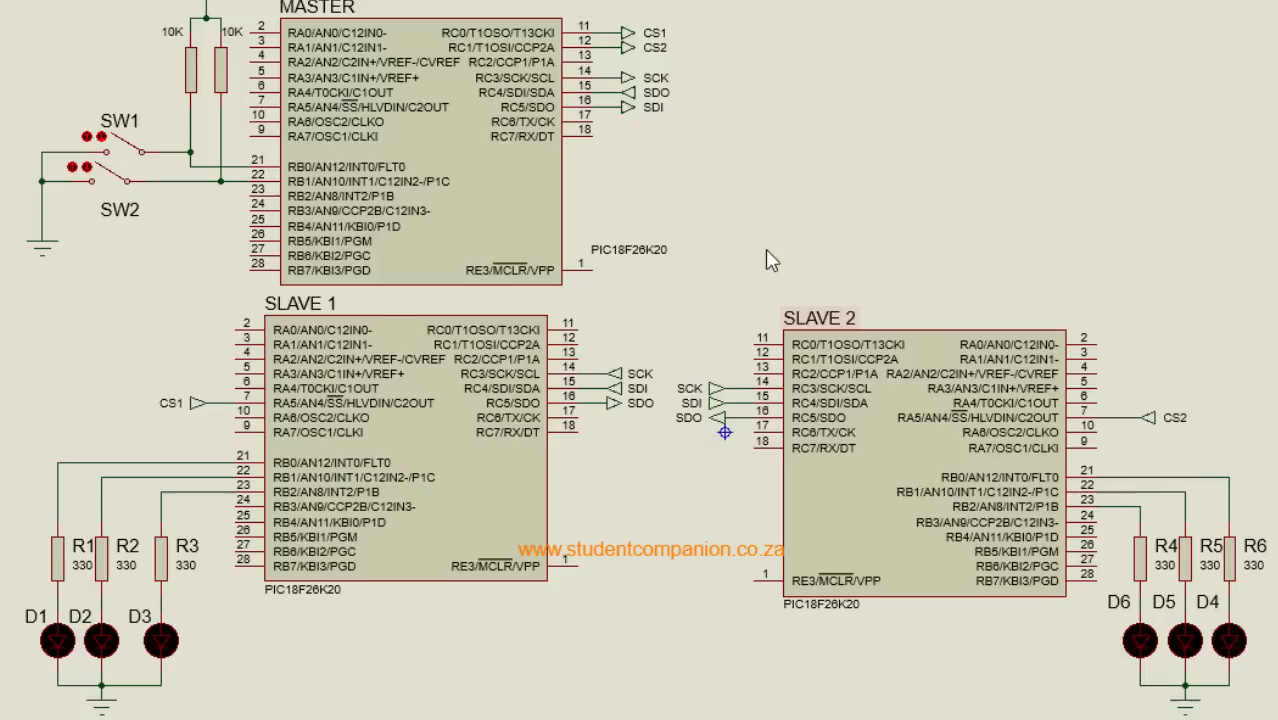 MASTER
10K
10K
2 RA0/AN0/C12IN0- RC0/T1OSO/T13CKI 11 CS1
3 RA1/AN1/C12IN1- RC1/T1OSI/CCP2A 12 CS2
4 RA2/AN2/C2IN+/VREF-/CVREF RC2/CCP1/P1A 13
5 RA3/AN3/C1IN+/VREF+ RC3/SCK/SCL 14 SCK
6 RA4/T0CKI/C1OUT RC4/SDI/SDA 15 SDO
7 RA5/AN4/SS/HLVDIN/C2OUT RC5/SDO 16 SDI
10 RA6/OSC2/CLKO RC6/TX/CK 17
9 RA7/OSC1/CLKI RC7/RX/DT 18
SW1
21 RB0/AN12/INT0/FLT0
22 RB1/AN10/INT1/C12IN2-/P1C
23 RB2/AN8/INT2/P1B
24 RB3/AN9/CCP2B/C12IN3-
25 RB4/AN11/KBI0/P1D
26 RB5/KBI1/PGM
27 RB6/KBI2/PGC
28 RB7/KBI3/PGD RE3/MCLR/VPP 1
SW2
PIC18F26K20
SLAVE 1
2 RA0/AN0/C12IN0- RC0/T1OSO/T13CKI 11
3 RA1/AN1/C12IN1- RC1/T1OSI/CCP2A 12
4 RA2/AN2/C2IN+/VREF-/CVREF RC2/CCP1/P1A 13
5 RA3/AN3/C1IN+/VREF+ RC3/SCK/SCL 14 SCK
6 RA4/T0CKI/C1OUT RC4/SDI/SDA 15 SDI
CS1 7 RA5/AN4/SS/HLVDIN/C2OUT RC5/SDO 16 SDO
10 RA6/OSC2/CLKO RC6/TX/CK 17
9 RA7/OSC1/CLKI RC7/RX/DT 18
21 RB0/AN12/INT0/FLT0
22 RB1/AN10/INT1/C12IN2-/P1C
23 RB2/AN8/INT2/P1B
24 RB3/AN9/CCP2B/C12IN3-
25 RB4/AN11/KBI0/P1D
26 RB5/KBI1/PGM
27 RB6/KBI2/PGC
28 RB7/KBI3/PGD RE3/MCLR/VPP 1
PIC18F26K20
R1 R2 R3
330 330 330
D1 D2 D3
www.studentcompanion.co.za
SLAVE 2
11 RC0/T1OSO/T13CKI RA0/AN0/C12IN0- 2
12 RC1/T1OSI/CCP2A RA1/AN1/C12IN1- 3
13 RC2/CCP1/P1A RA2/AN2/C2IN+/VREF-/CVREF 4
SCK 14 RC3/SCK/SCL RA3/AN3/C1IN+/VREF+ 5
SDI 15 RC4/SDI/SDA RA4/T0CKI/C1OUT 6
SDO 16 RC5/SDO RA5/AN4/SS/HLVDIN/C2OUT 7 CS2
17 RC6/TX/CK RA6/OSC2/CLKO 10
18 RC7/RX/DT RA7/OSC1/CLKI 9
RB0/AN12/INT0/FLT0 21
RB1/AN10/INT1/C12IN2-/P1C 22
RB2/AN8/INT2/P1B 23
RB3/AN9/CCP2B/C12IN3- 24
RB4/AN11/KBI0/P1D 25
RB5/KBI1/PGM 26
RB6/KBI2/PGC 27
1 RE3/MCLR/VPP RB7/KBI3/PGD 28
PIC18F26K20
R4 R5 R6
330 330 330
D6 D5 D4